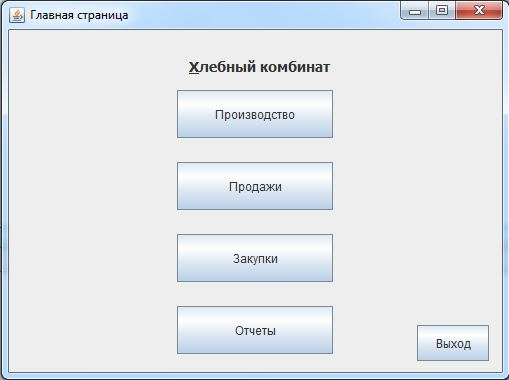 Главная страница
Хлебный комбинат
Производство
Продажи
Закупки
Отчеты
Выход